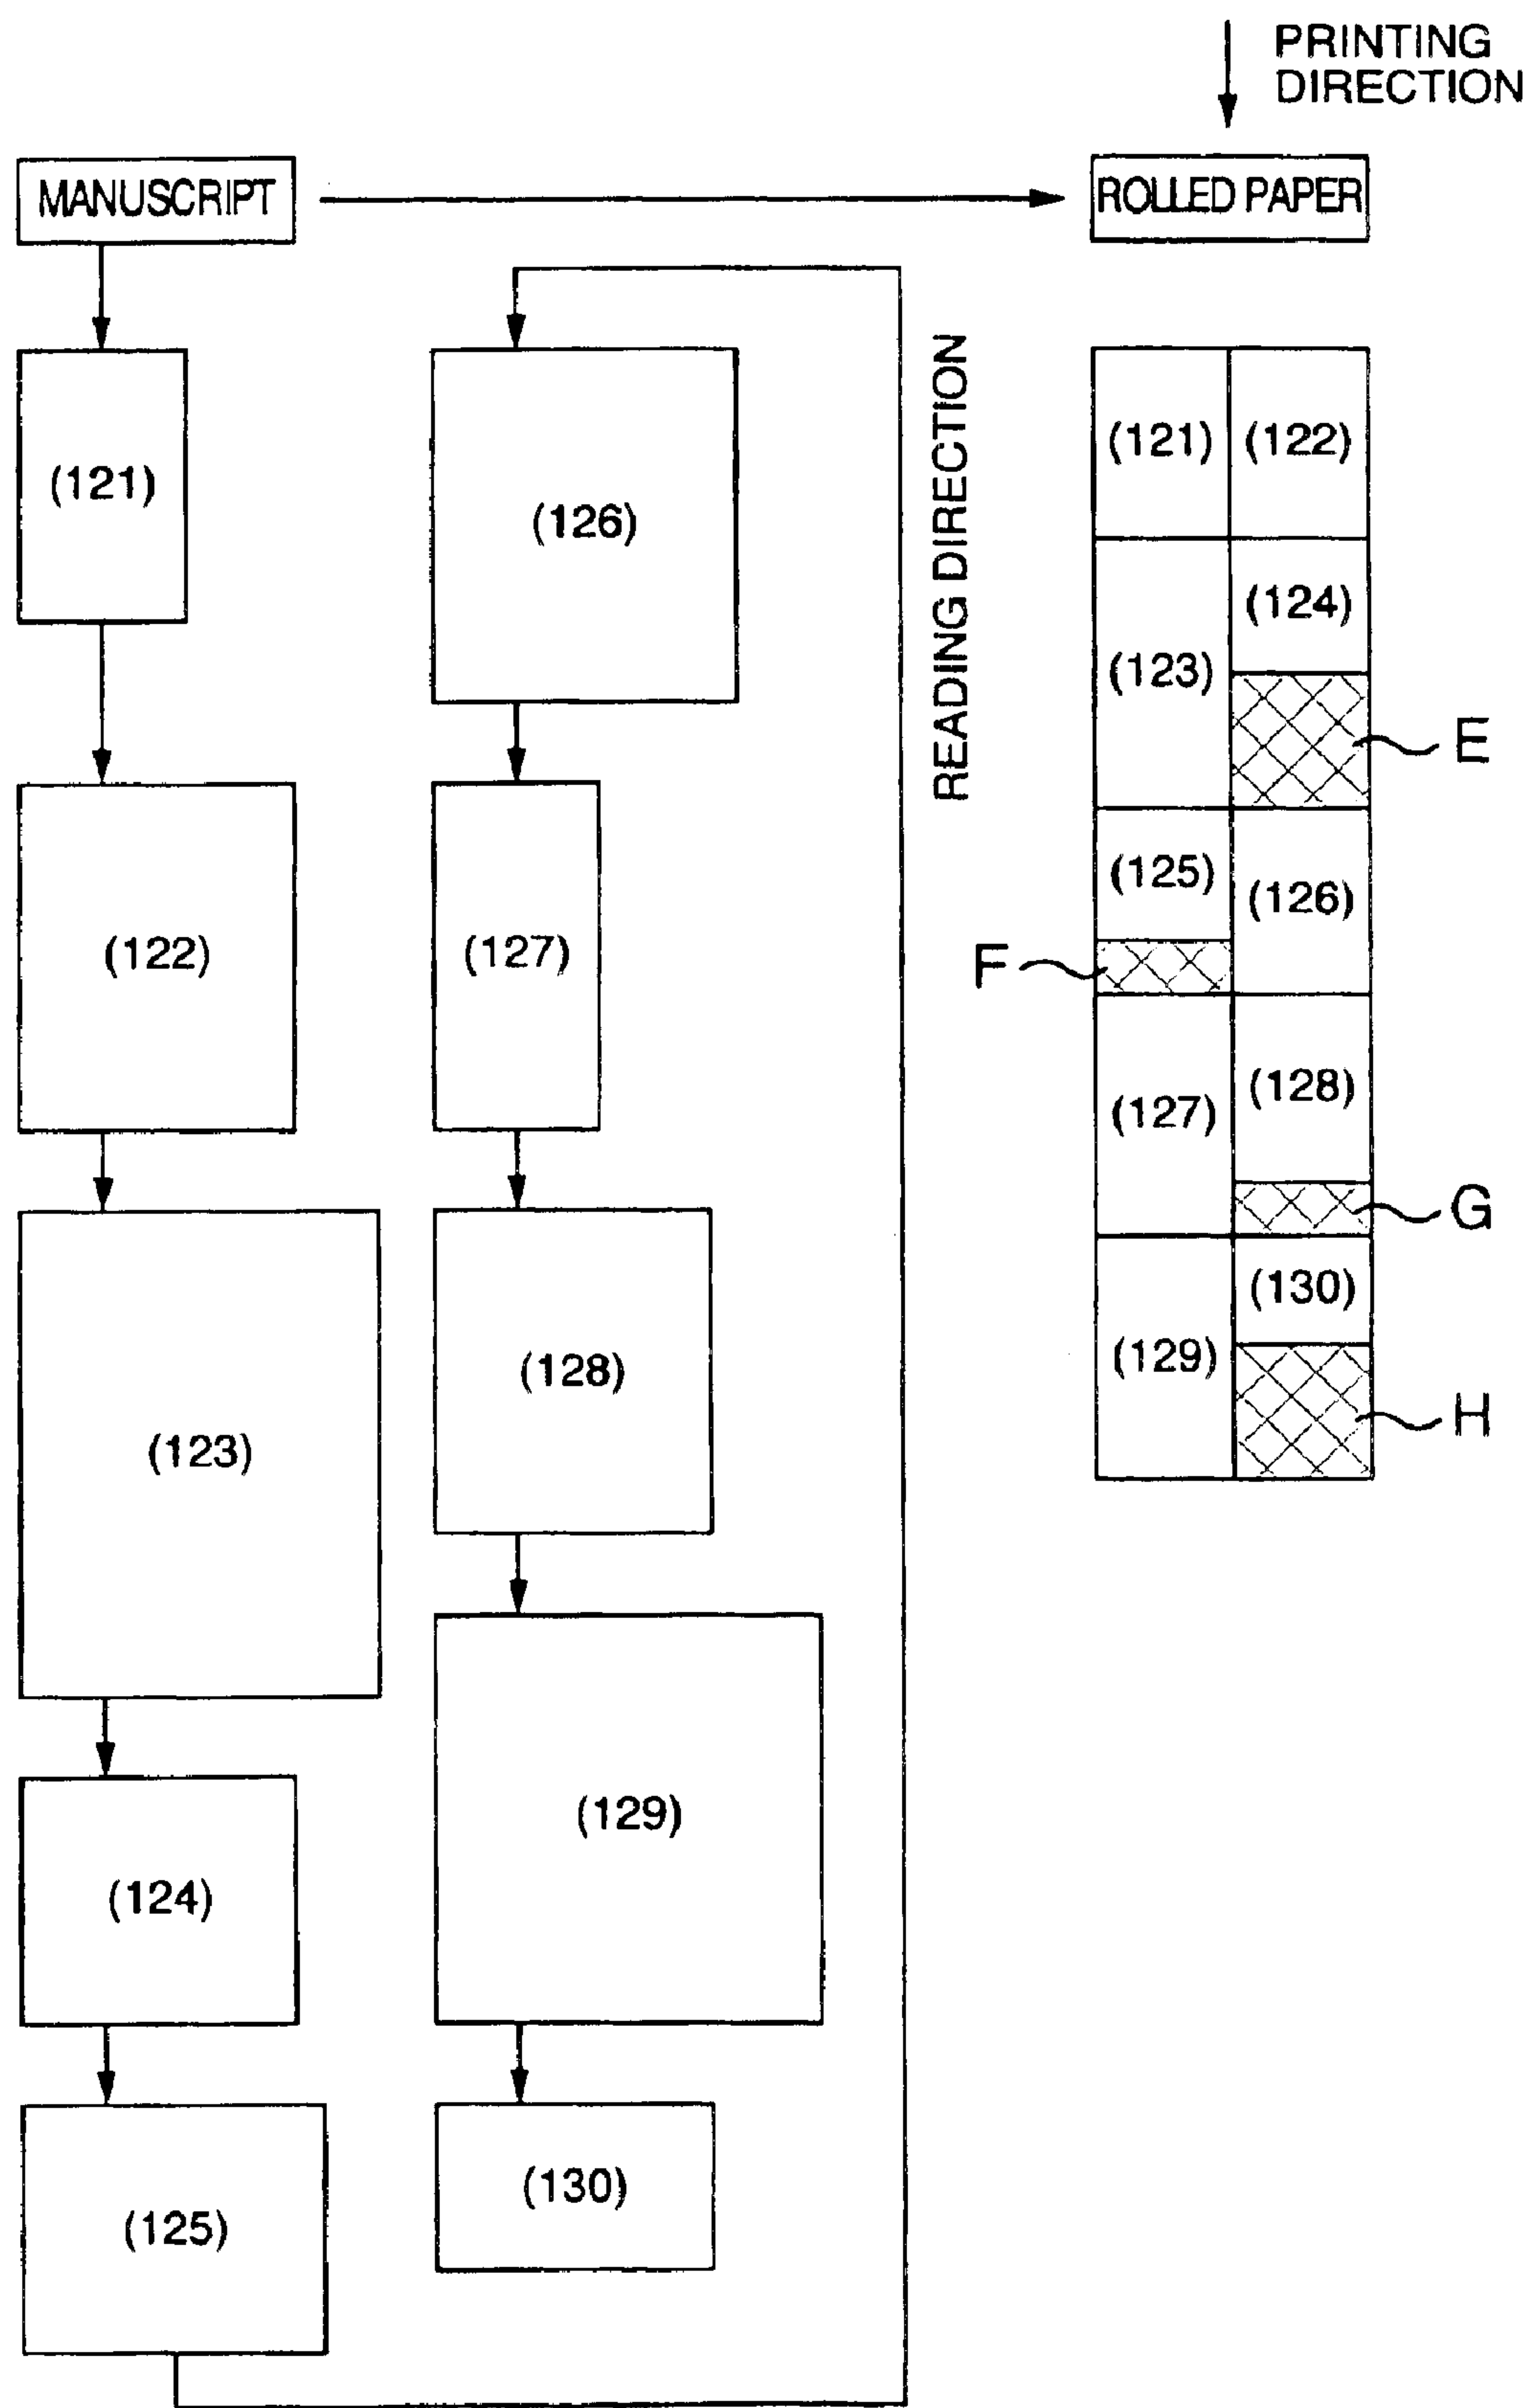 PRINTING
DIRECTION
MANUSCRIPT
ROLLED PAPER
(121)
(122)
(123)
(124)
(125)
(126)
(127)
(128)
(129)
(130)
READING DIRECTION
(121)
(122)
(123)
(124)
E
(125)
(126)
F
(127)
(128)
G
(129)
(130)
H